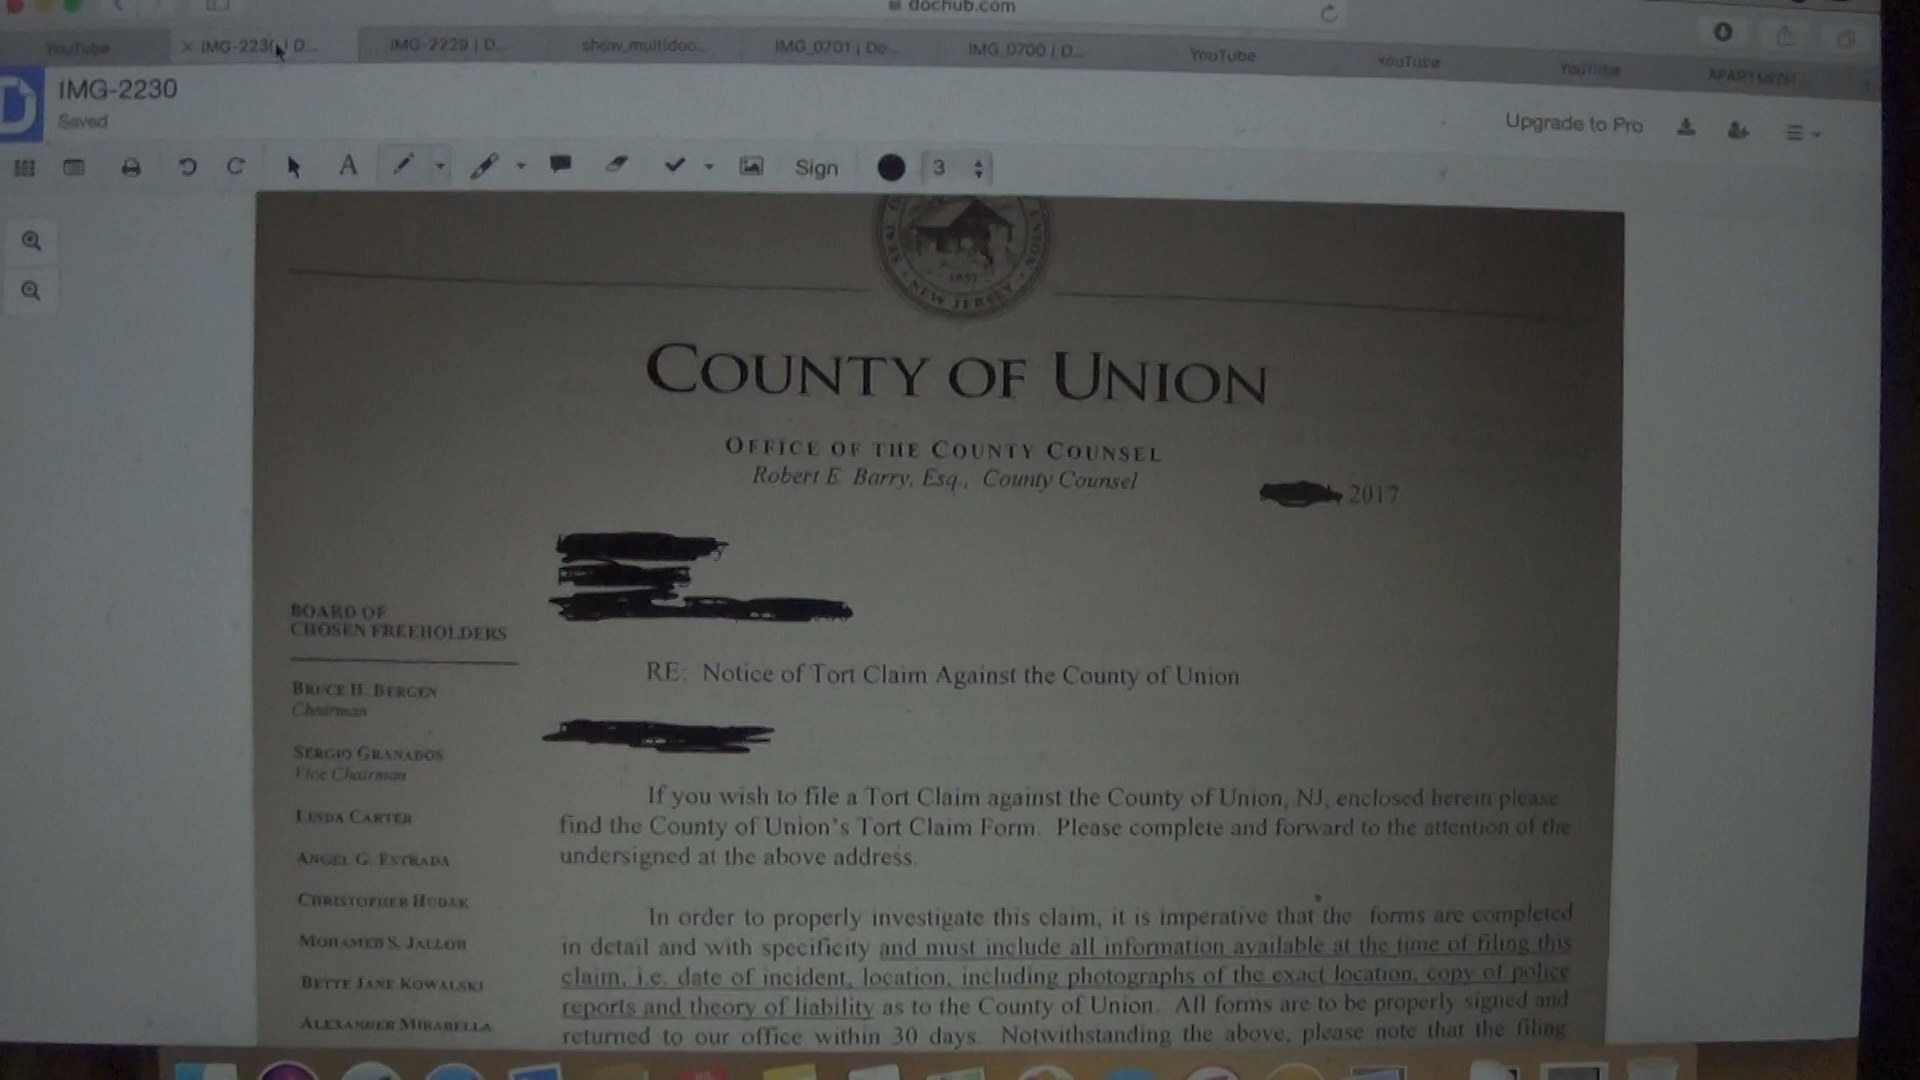 dochub.com
YouTube
IMG-2229 | D...
show_multidoc...
IMG_0701 | Do...
IMG_0700 | D...
YouTube
YouTube
YouTube
APARTMENT...
IMG-2230
Saved
Upgrade to Pro
A
Sign
3
SEAL
1857
NEW JERSEY
UNION
COUNTY OF UNION
OFFICE OF THE COUNTY COUNSEL
Robert E. Barry, Esq., County Counsel
2017
BOARD OF
CHOSEN FREEHOLDERS
BRUCE H. BERGEN
Chairman
SERGIO GRANADOS
Vice Chairman
LINDA CARTER
ANGEL G. ESTRADA
CHRISTOPHER HUDAK
MOHAMED S. JALLOH
BETTE JANE KOWALSKI
ALEXANDER MIRABELLA
RE: Notice of Tort Claim Against the County of Union
If you wish to file a Tort Claim against the County of Union, NJ, enclosed herein please
find the County of Union's Tort Claim Form. Please complete and forward to the attention of the
undersigned at the above address.
In order to properly investigate this claim, it is imperative that the forms are completed
in detail and with specificity and must include all information available at the time of filing this
claim, i.e. date of incident, location, including photographs of the exact location, copy of police
reports and theory of liability as to the County of Union. All forms are to be properly signed and
returned to our office within 30 days. Notwithstanding the above, please note that the filing